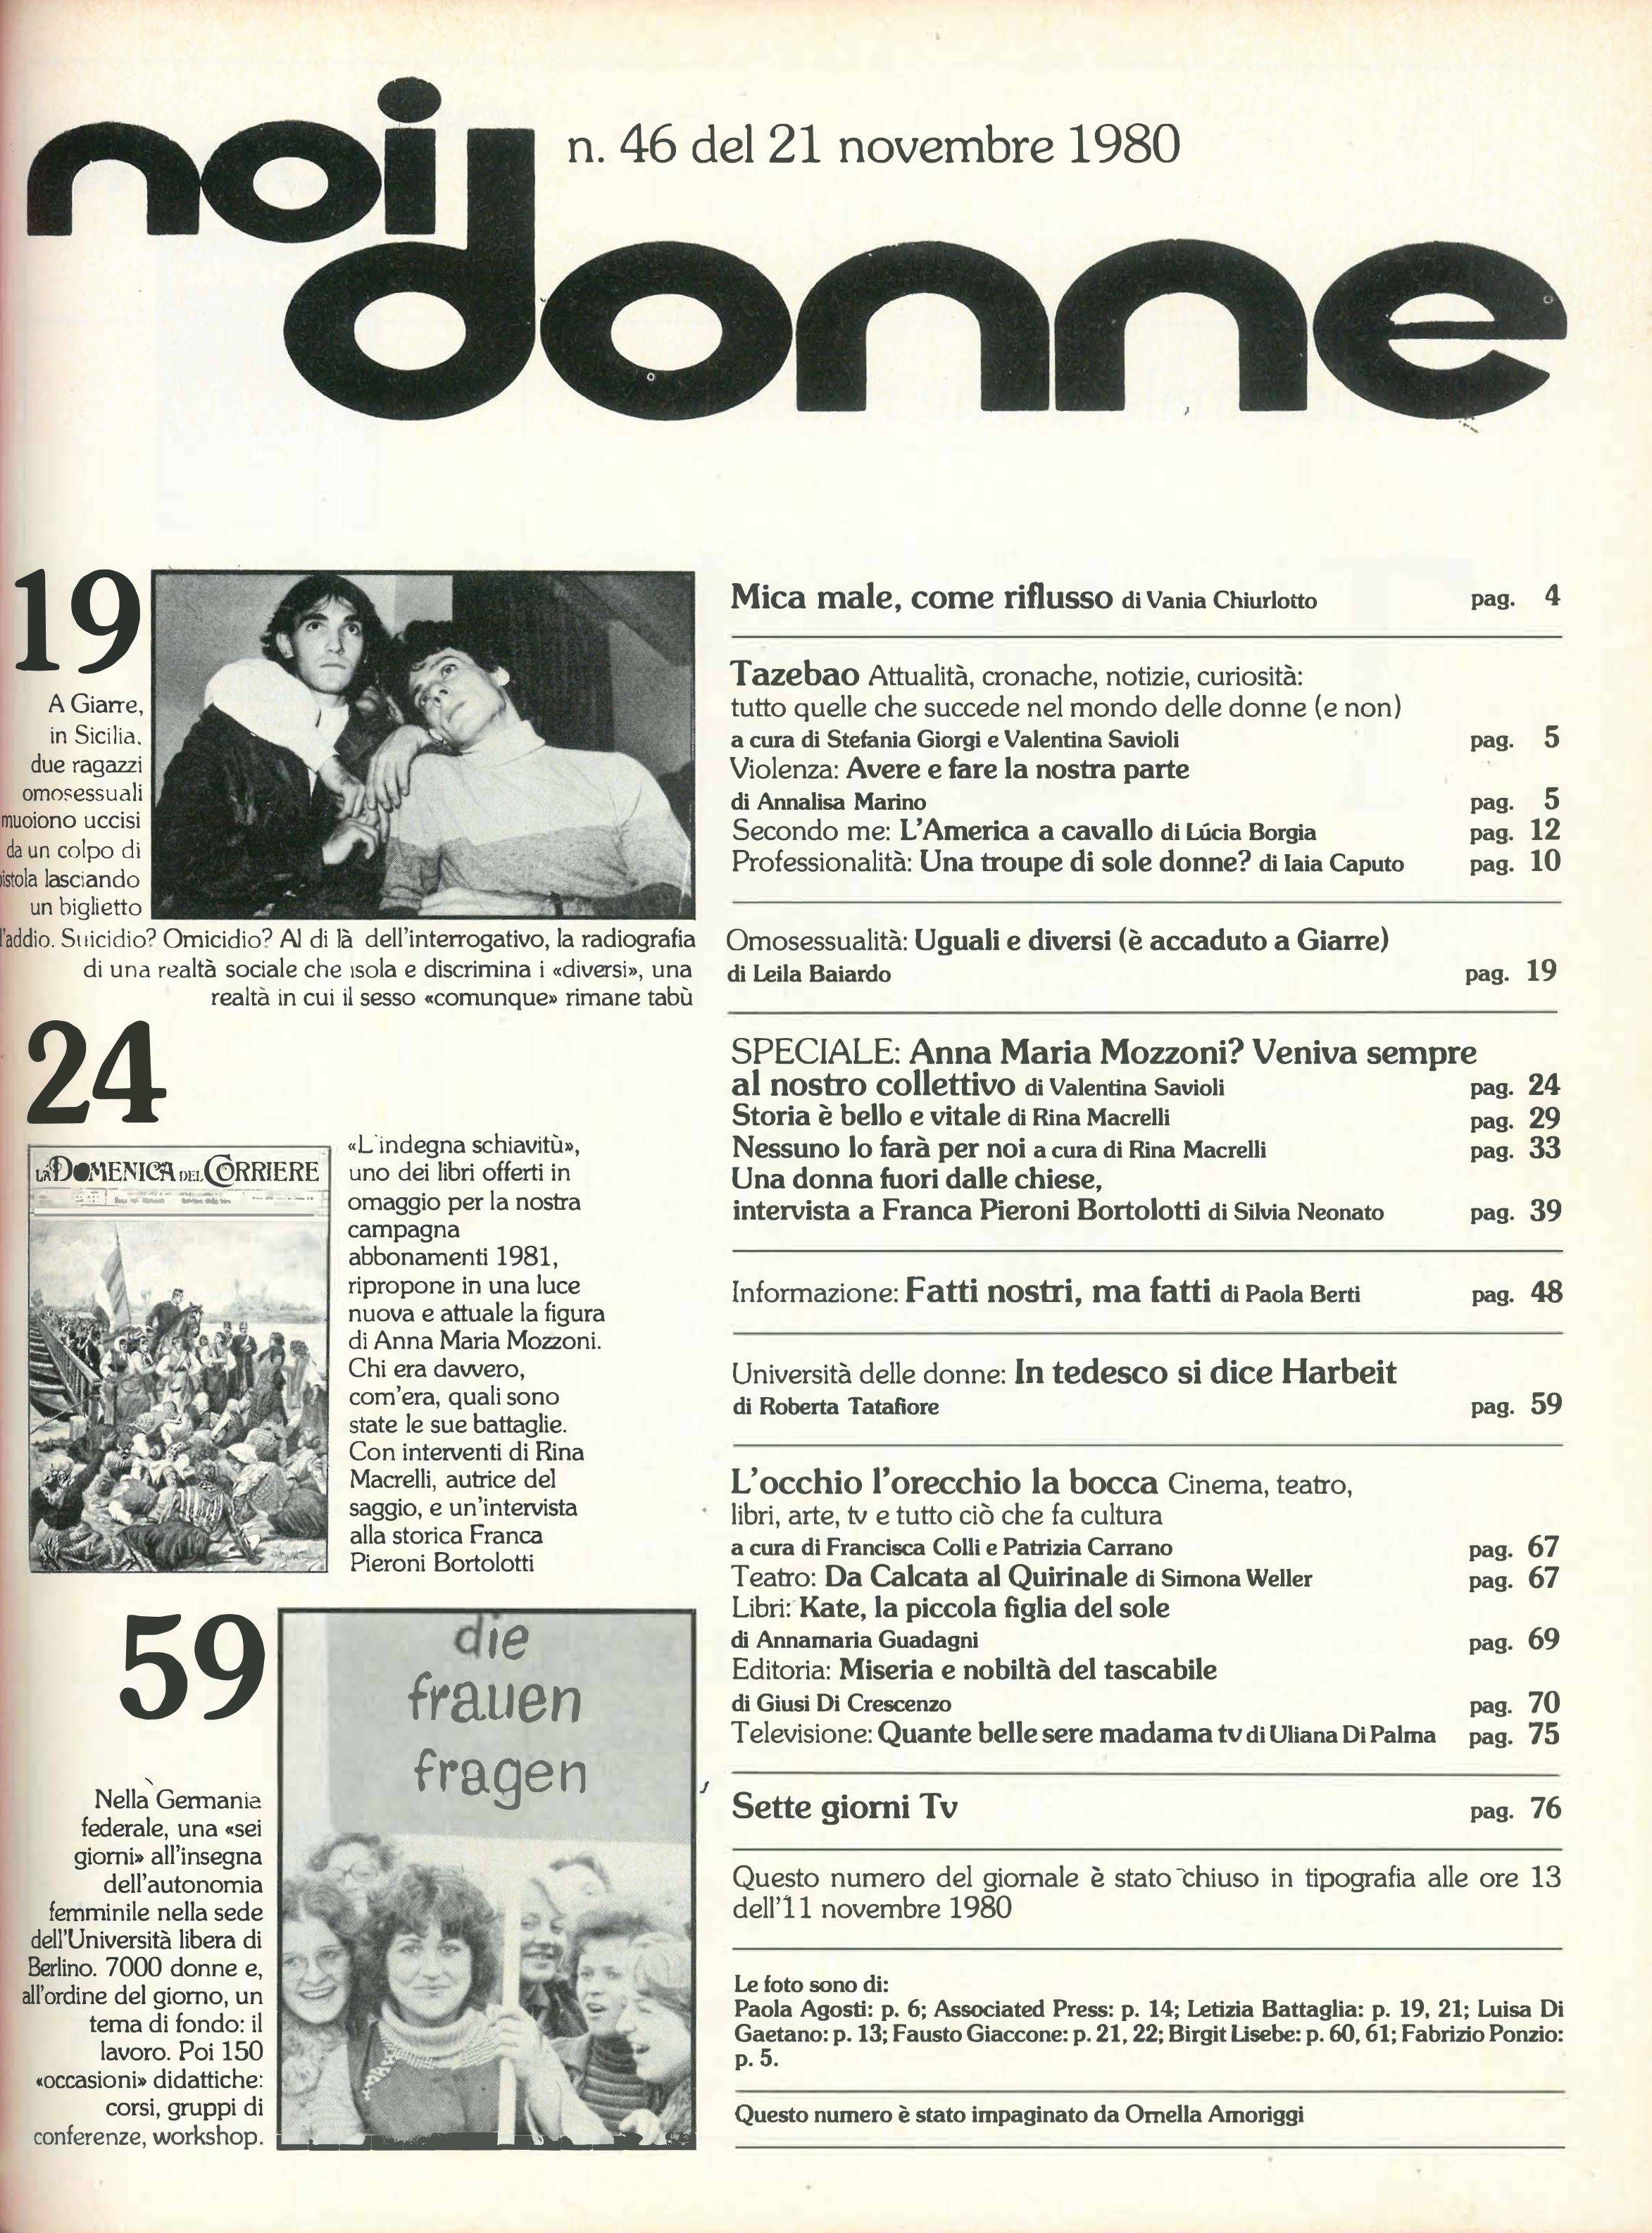 noi
donne
n. 46 del 21 novembre 1980
19
A Giarre,
in Sicilia,
due ragazzi
omosessuali
muoiono uccisi
da un colpo di
istola lasciando
un biglietto
l'addio. Suicidio? Omicidio? Al di là dell'interrogativo, la radiografia
di una realtà sociale che isola e discrimina i «diversi», una
realtà in cui il sesso «comunque» rimane tabù
24
LA DOMENICA DEL CORRIERE
«L'indegna schiavitù»,
uno dei libri offerti in
omaggio per la nostra
campagna
abbonamenti 1981,
ripropone in una luce
nuova e attuale la figura
di Anna Maria Mozzoni.
Chi era davvero,
com'era, quali sono
state le sue battaglie.
Con interventi di Rina
Macrelli, autrice del
saggio, e un'intervista
alla storica Franca
Pieroni Bortolotti
59
die
frauen
fragen
Nella Germania
federale, una «sei
giorni» all'insegna
dell'autonomia
femminile nella sede
dell'Università libera di
Berlino. 7000 donne e,
all'ordine del giorno, un
tema di fondo: il
lavoro. Poi 150
«occasioni» didattiche:
corsi, gruppi di
conferenze, workshop.
Mica male, come riflusso di Vania Chiurlotto pag. 4
Tazebao Attualità, cronache, notizie, curiosità:
tutto quelle che succede nel mondo delle donne (e non)
a cura di Stefania Giorgi e Valentina Savioli pag. 5
Violenza: Avere e fare la nostra parte
di Annalisa Marino pag. 5
Secondo me: L'America a cavallo di Lúcia Borgia pag. 12
Professionalità: Una troupe di sole donne? di Iaia Caputo pag. 10
Omosessualità: Uguali e diversi (è accaduto a Giarre)
di Leila Baiardo pag. 19
SPECIALE: Anna Maria Mozzoni? Veniva sempre
al nostro collettivo di Valentina Savioli pag. 24
Storia è bello e vitale di Rina Macrelli pag. 29
Nessuno lo farà per noi a cura di Rina Macrelli pag. 33
Una donna fuori dalle chiese,
intervista a Franca Pieroni Bortolotti di Silvia Neonato pag. 39
Informazione: Fatti nostri, ma fatti di Paola Berti pag. 48
Università delle donne: In tedesco si dice Harbeit
di Roberta Tatafiore pag. 59
L'occhio l'orecchio la bocca Cinema, teatro,
libri, arte, tv e tutto ciò che fa cultura
a cura di Francisca Colli e Patrizia Carrano pag. 67
Teatro: Da Calcata al Quirinale di Simona Weller pag. 67
Libri: Kate, la piccola figlia del sole
di Annamaria Guadagni pag. 69
Editoria: Miseria e nobiltà del tascabile
di Giusi Di Crescenzo pag. 70
Televisione: Quante belle sere madama tv di Uliana Di Palma pag. 75
Sette giorni Tv pag. 76
Questo numero del giornale è stato chiuso in tipografia alle ore 13
dell'11 novembre 1980
Le foto sono di:
Paola Agosti: p. 6; Associated Press: p. 14; Letizia Battaglia: p. 19, 21; Luisa Di
Gaetano: p. 13; Fausto Giaccone: p. 21, 22; Birgit Lisebe: p. 60, 61; Fabrizio Ponzio:
p. 5.
Questo numero è stato impaginato da Ornella Amoriggi